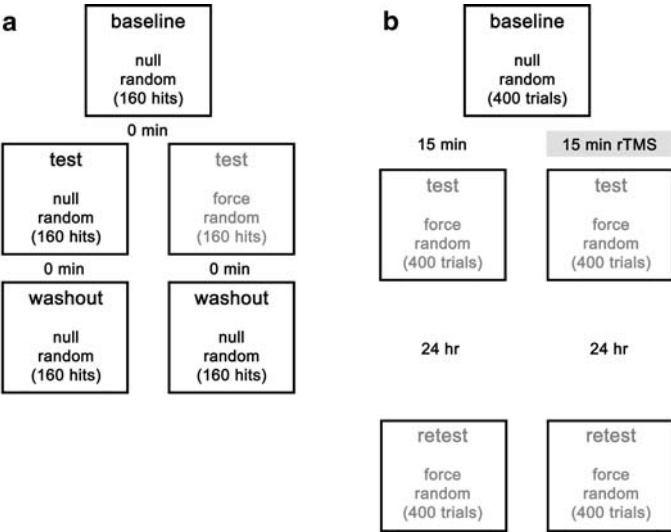 a
baseline
null
random
(160 hits)
0 min
test
null
random
(160 hits)
test
force
random
(160 hits)
0 min
0 min
washout
null
random
(160 hits)
washout
null
random
(160 hits)
b
baseline
null
random
(400 trials)
15 min
15 min rTMS
test
force
random
(400 trials)
test
force
random
(400 trials)
24 hr
24 hr
retest
force
random
(400 trials)
retest
force
random
(400 trials)